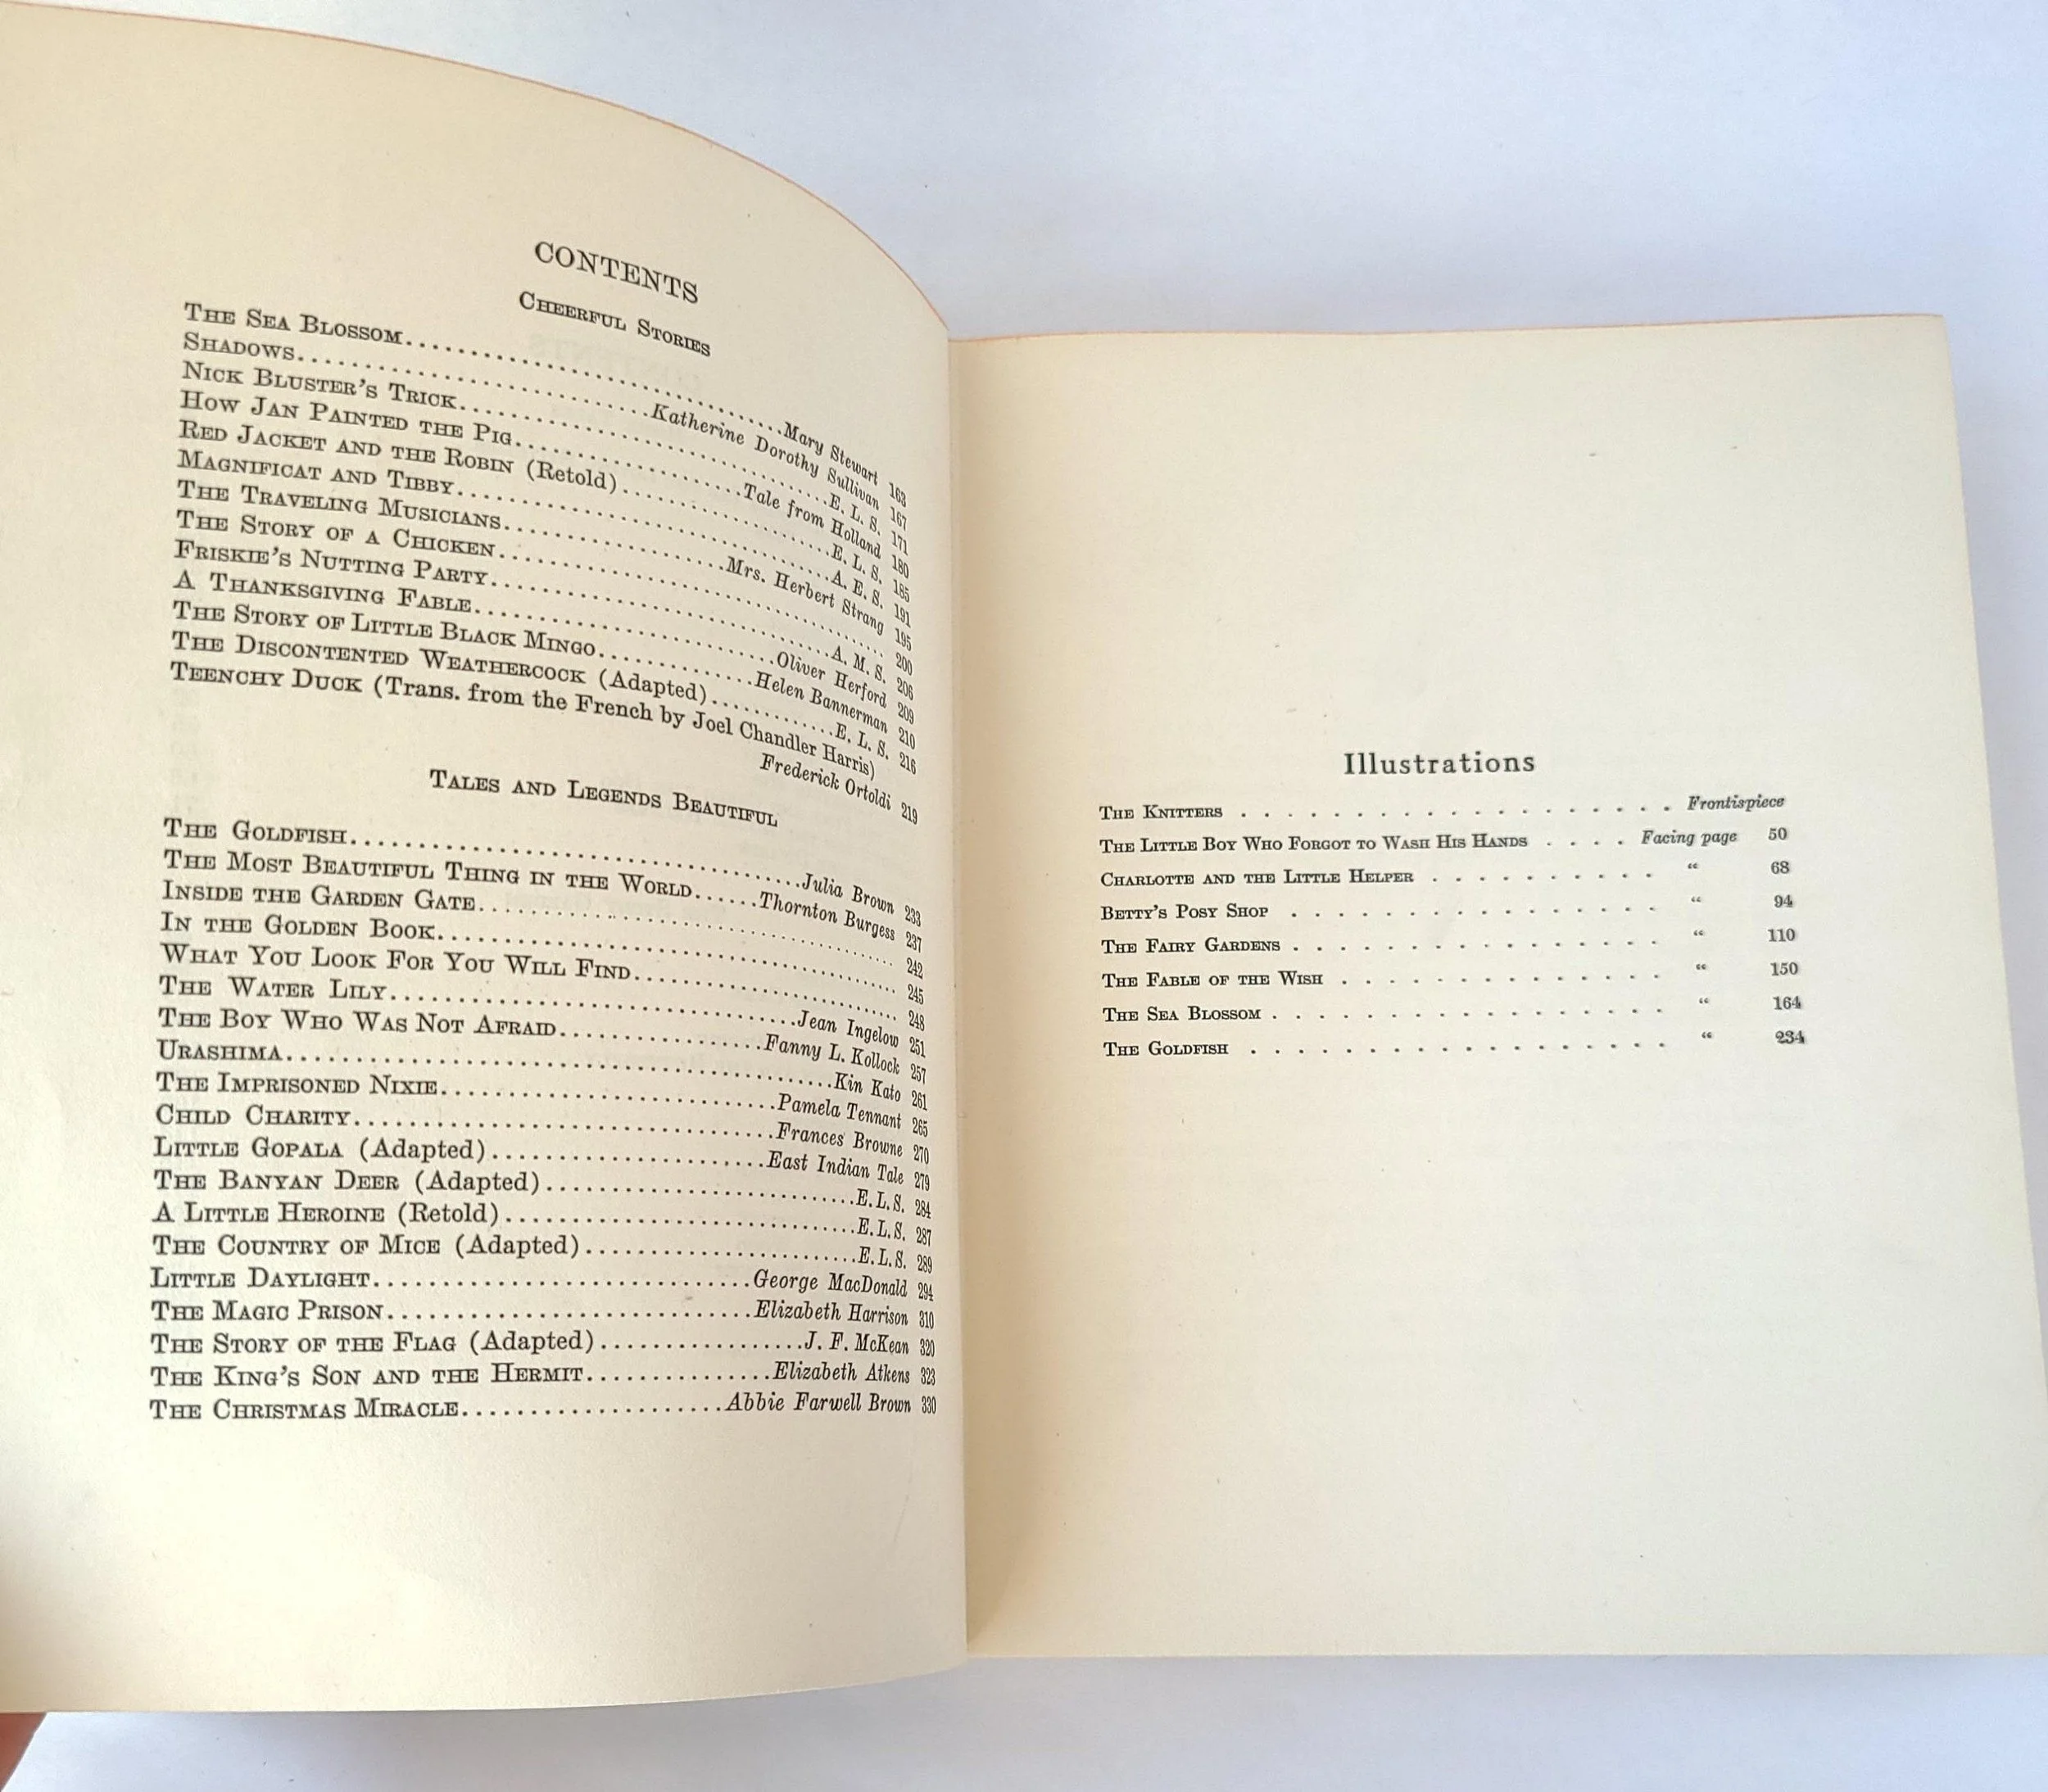 CONTENTS
CHEERFUL STORIES
THE SEA BLOSSOM..............................Mary Stewart 163
SHADOWS..............................Katherine Dorothy Sullivan 167
NICK BLUSTER'S TRICK..............................E. L. S. 171
HOW JAN PAINTED THE PIG....................Tale from Holland 180
RED JACKET AND THE ROBIN (Retold)....................E. L. S. 185
MAGNIFICAT AND TIBBY..............................A. E. S. 191
THE TRAVELING MUSICIANS....................Mrs. Herbert Strang 195
THE STORY OF A CHICKEN.............................. 200
FRISKIE'S NUTTING PARTY..............................A. M. S. 206
A THANKSGIVING FABLE....................Oliver Herford 209
THE STORY OF LITTLE BLACK MINGO.............Helen Bannerman 210
THE DISCONTENTED WEATHERCOCK (Adapted).............E. L. S. 216
TEENCHY DUCK (Trans. from the French by Joel Chandler Harris)
Frederick Ortoldi 219
TALES AND LEGENDS BEAUTIFUL
THE GOLDFISH..............................Julia Brown 233
THE MOST BEAUTIFUL THING IN THE WORLD......Thornton Burgess 237
INSIDE THE GARDEN GATE.............................. 242
IN THE GOLDEN BOOK.............................. 245
WHAT YOU LOOK FOR YOU WILL FIND.................... 248
THE WATER LILY..............................Jean Ingelow 251
THE BOY WHO WAS NOT AFRAID...............Fanny L. Kollock 257
URASHIMA..............................Kin Kato 261
THE IMPRISONED NIXIE.........................Pamela Tennant 265
CHILD CHARITY..............................Frances Browne 270
LITTLE GOPALA (Adapted)....................East Indian Tale 279
THE BANYAN DEER (Adapted).........................E.L.S. 284
A LITTLE HEROINE (Retold).........................E.L.S. 287
THE COUNTRY OF MICE (Adapted)....................E.L.S. 289
LITTLE DAYLIGHT............................George MacDonald 294
THE MAGIC PRISON...........................Elizabeth Harrison 310
THE STORY OF THE FLAG (Adapted)................J. F. McKean 320
THE KING'S SON AND THE HERMIT..............Elizabeth Atkens 323
THE CHRISTMAS MIRACLE...................Abbie Farwell Brown 330
Illustrations
THE KNITTERS . . . . . . . . . . . . . . . Frontispiece
THE LITTLE BOY WHO FORGOT TO WASH HIS HANDS . . . . Facing page 50
CHARLOTTE AND THE LITTLE HELPER . . . . . . . . . . “ 68
BETTY'S POSY SHOP . . . . . . . . . . . . . “ 94
THE FAIRY GARDENS . . . . . . . . . . . . . “ 110
THE FABLE OF THE WISH . . . . . . . . . . . . “ 150
THE SEA BLOSSOM . . . . . . . . . . . . . . “ 164
THE GOLDFISH . . . . . . . . . . . . . . . “ 234